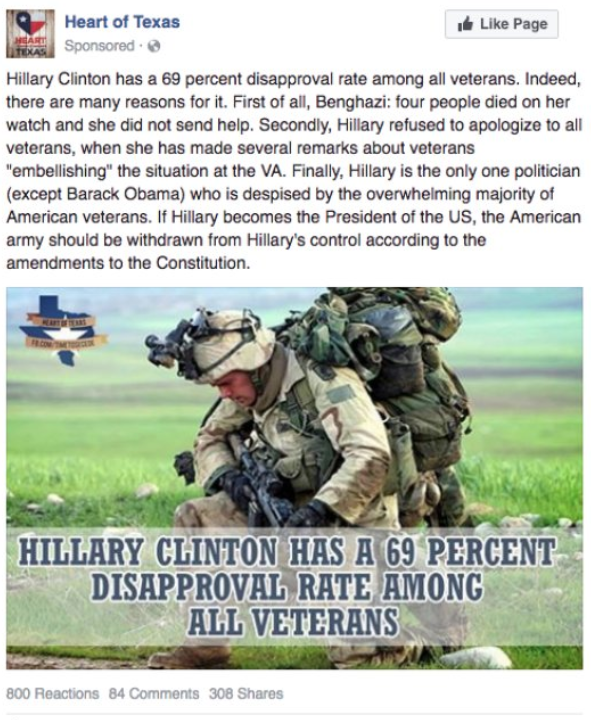 Heart of Texas
Like Page
Sponsored ·
HEART
OF
TEXAS
Hillary Clinton has a 69 percent disapproval rate among all veterans. Indeed,
there are many reasons for it. First of all, Benghazi: four people died on her
watch and she did not send help. Secondly, Hillary refused to apologize to all
veterans, when she has made several remarks about veterans
"embellishing" the situation at the VA. Finally, Hillary is the only one politician
(except Barack Obama) who is despised by the overwhelming majority of
American veterans. If Hillary becomes the President of the US, the American
army should be withdrawn from Hillary's control according to the
amendments to the Constitution.
HEART OF TEXAS
FB.COM/TIMETOSECEDE
HILLARY CLINTON HAS A 69 PERCENT
DISAPPROVAL RATE AMONG
ALL VETERANS
800 Reactions 84 Comments 308 Shares